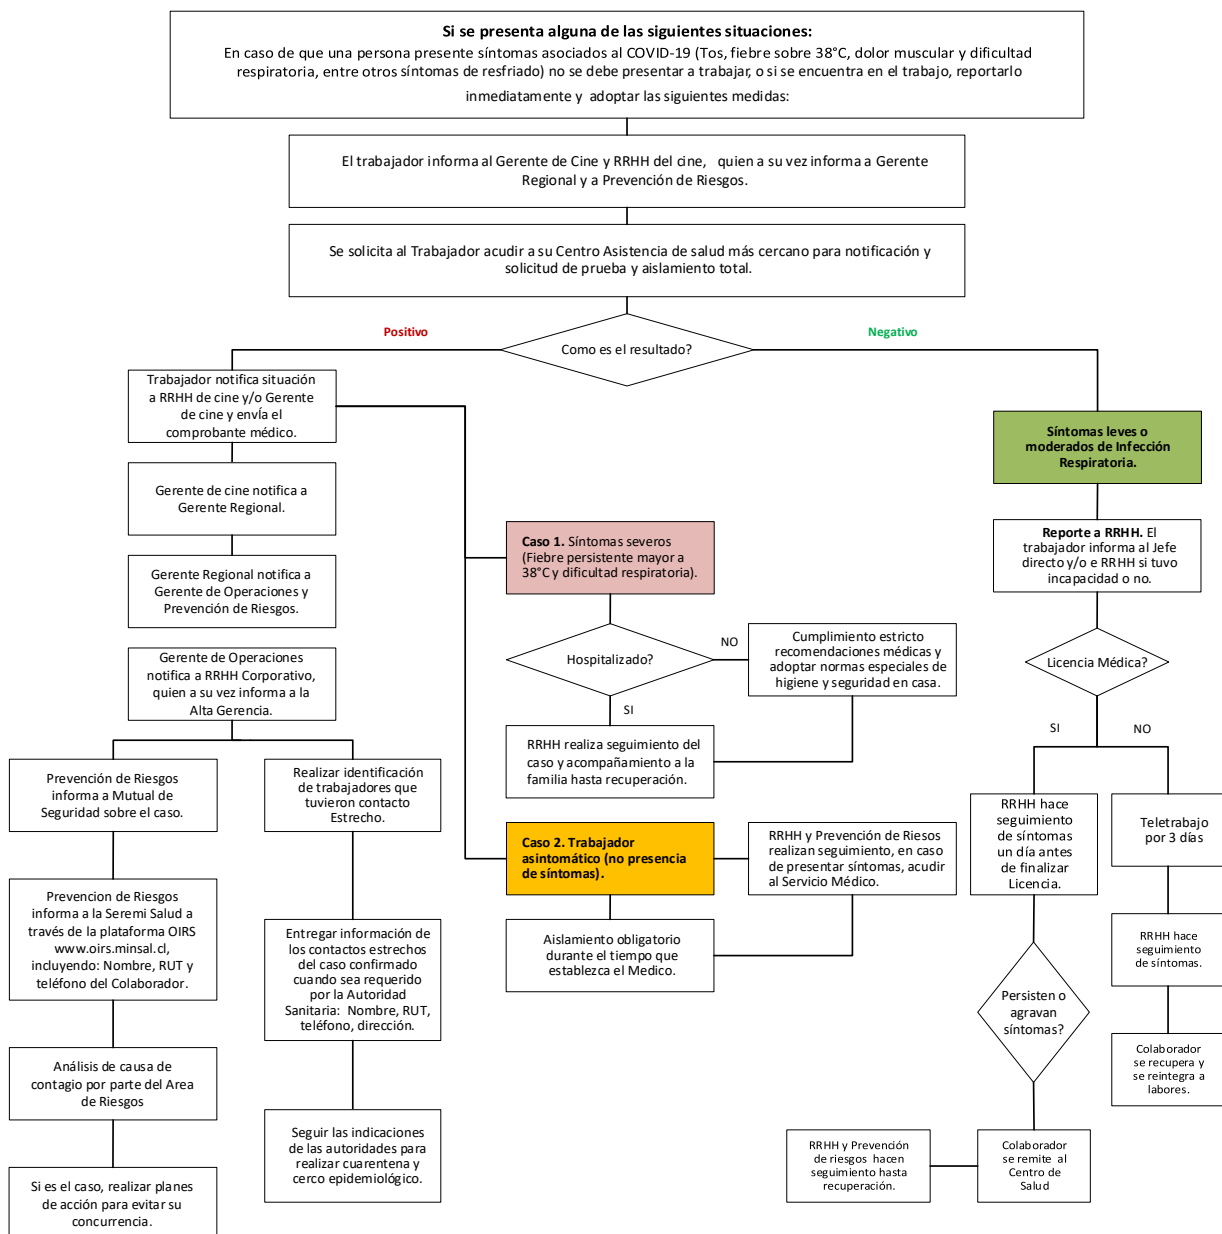 Si se presenta alguna de las siguientes situaciones:
En caso de que una persona presente síntomas asociados al COVID-19 (Tos, fiebre sobre 38°C, dolor muscular y dificultad
respiratoria, entre otros síntomas de resfriado) no se debe presentar a trabajar, o si se encuentra en el trabajo, reportarlo
inmediatamente y adoptar las siguientes medidas:
El trabajador informa al Gerente de Cine y RRHH del cine, quien a su vez informa a Gerente
Regional y a Prevención de Riesgos.
Se solicita al Trabajador acudir a su Centro Asistencia de salud más cercano para notificación y
solicitud de prueba y aislamiento total.
Positivo
Negativo
Como es el resultado?
Trabajador notifica situación
a RRHH de cine y/o Gerente
de cine y envía el
comprobante médico.
Gerente de cine notifica a
Gerente Regional.
Gerente Regional notifica a
Gerente de Operaciones y
Prevención de Riesgos.
Gerente de Operaciones
notifica a RRHH Corporativo,
quien a su vez informa a la
Alta Gerencia.
Prevención de Riesgos
informa a Mutual de
Seguridad sobre el caso.
Prevencion de Riesgos
informa a la Seremi Salud a
través de la plataforma OIRS
www.oirs.minsal.cl,
incluyendo: Nombre, RUT y
teléfono del Colaborador.
Análisis de causa de
contagio por parte del Area
de Riesgos
Si es el caso, realizar planes
de acción para evitar su
concurrencia.
Realizar identificación
de trabajadores que
tuvieron contacto
Estrecho.
Entregar información de
los contactos estrechos
del caso confirmado
cuando sea requerido
por la Autoridad
Sanitaria: Nombre, RUT,
teléfono, dirección.
Seguir las indicaciones
de las autoridades para
realizar cuarentena y
cerco epidemiológico.
Caso 1. Síntomas severos
(Fiebre persistente mayor a
38°C y dificultad respiratoria).
Hospitalizado?
NO
SI
Cumplimiento estricto
recomendaciones médicas y
adoptar normas especiales de
higiene y seguridad en casa.
RRHH realiza seguimiento del
caso y acompañamiento a la
familia hasta recuperación.
Caso 2. Trabajador
asintomático (no presencia
de síntomas).
RRHH y Prevención de Riesos
realizan seguimiento, en caso
de presentar síntomas, acudir
al Servicio Médico.
Aislamiento obligatorio
durante el tiempo que
establezca el Medico.
Síntomas leves o
moderados de Infección
Respiratoria.
Reporte a RRHH. El
trabajador informa al Jefe
directo y/o e RRHH si tuvo
incapacidad o no.
Licencia Médica?
SI
NO
RRHH hace
seguimiento
de síntomas
un día antes
de finalizar
Licencia.
Teletrabajo
por 3 días
RRHH hace
seguimiento
de síntomas.
Colaborador
se recupera y
se reintegra a
labores.
Persisten o
agravan
síntomas?
Colaborador
se remite al
Centro de
Salud
RRHH y Prevención
de riesgos hacen
seguimiento hasta
recuperación.